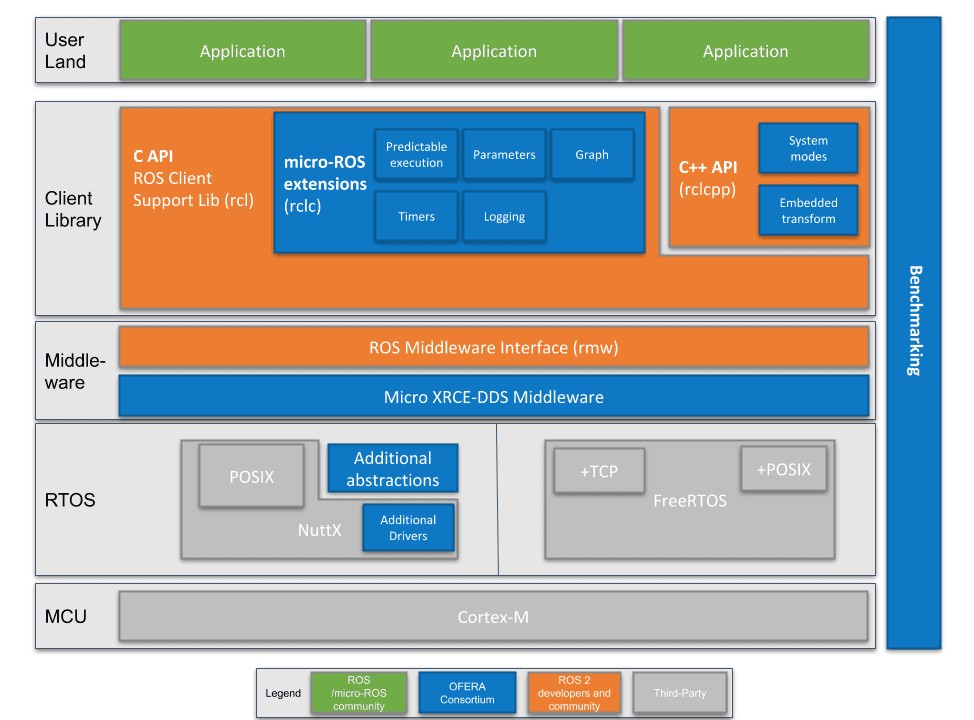 User
Land
Application
Application
Application
Client
Library
C API
ROS Client
Support Lib (rcl)
micro-ROS
extensions
(rclc)
Predictable
execution
Parameters
Graph
Timers
Logging
C++ API
(rclcpp)
System
modes
Embedded
transform
Middle-
ware
ROS Middleware Interface (rmw)
Micro XRCE-DDS Middleware
RTOS
POSIX
Additional
abstractions
NuttX
Additional
Drivers
+TCP
+POSIX
FreeRTOS
MCU
Cortex-M
Benchmarking
Legend
ROS
/micro-ROS
community
OFERA
Consortium
ROS 2
developers and
community
Third-Party